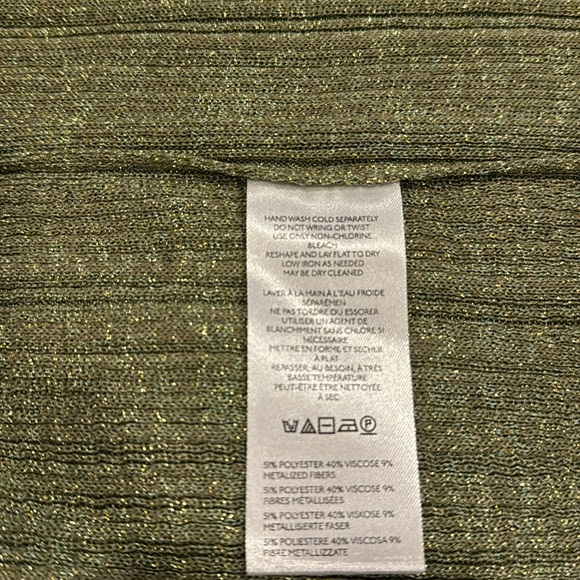 HAND WASH COLD SEPARATELY
DO NOT WRING OR TWIST
USE ONLY NON-CHLORINE
BLEACH
RESHAPE AND LAY FLAT TO DRY
LOW IRON AS NEEDED
MAY BE DRY CLEANED
LAVER À LA MAIN À L'EAU FROIDE
SÉPARÉMEN
NE PAS TORDRE OU ESSORER
UTILISER UN AGENT DE
BLANCHIMENT SANS CHLORE SI
NÉCESSAIRE
METTRE EN FORME ET SÉCHER
À PLAT
REPASSER, AU BESOIN, À TRÈS
BASSE TEMPÉRATURE
PEUT-ÊTRE ÊTRE NETTOYÉE
À SEC
P
51% POLYESTER 40% VISCOSE 9%
METALIZED FIBERS
51% POLYESTER 40% VISCOSE 9%
FIBRES MÉTALLISÉES
51% POLYESTER 40% VISKOSE 9%
METALLISIERTE FASER
51% POLIESTERE 40% VISCOSA 9%
FIBRE METALLIZZATE